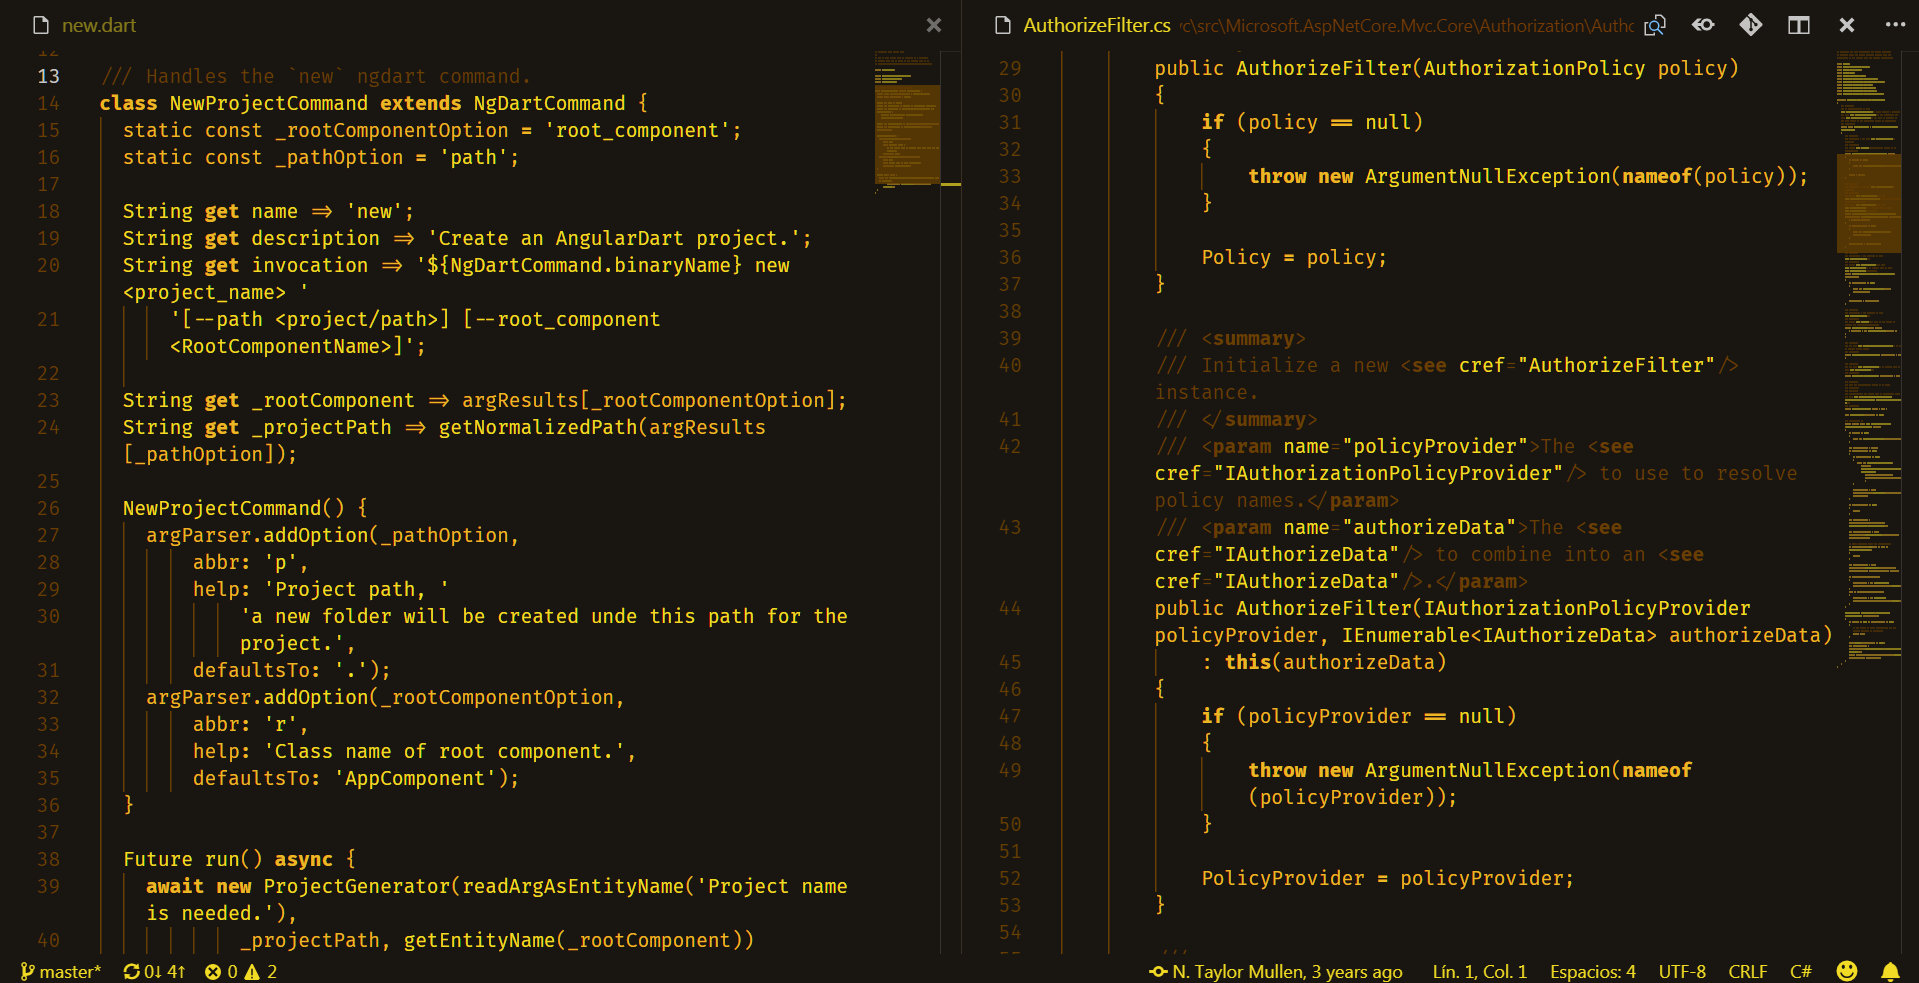 new.dart
12
13 /// Handles the `new` ngdart command.
14 class NewProjectCommand extends NgDartCommand {
15 static const _rootComponentOption = 'root_component';
16 static const _pathOption = 'path';
17
18 String get name => 'new';
19 String get description => 'Create an AngularDart project.';
20 String get invocation => '${NgDartCommand.binaryName} new
<project_name> '
21 '[--path <project/path>] [--root_component
<RootComponentName>]';
22
23 String get _rootComponent => argResults[_rootComponentOption];
24 String get _projectPath => getNormalizedPath(argResults
[_pathOption]);
25
26 NewProjectCommand() {
27 argParser.addOption(_pathOption,
28 abbr: 'p',
29 help: 'Project path, '
30 'a new folder will be created unde this path for the
project.',
31 defaultsTo: '.');
32 argParser.addOption(_rootComponentOption,
33 abbr: 'r',
34 help: 'Class name of root component.',
35 defaultsTo: 'AppComponent');
36 }
37
38 Future run() async {
39 await new ProjectGenerator(readArgAsEntityName('Project name
is needed.'),
40 _projectPath, getEntityName(_rootComponent))
AuthorizeFilter.cs rc\src\Microsoft.AspNetCore.Mvc.Core\Authorization\Autho
29 public AuthorizeFilter(AuthorizationPolicy policy)
30 {
31 if (policy == null)
32 {
33 throw new ArgumentNullException(nameof(policy));
34 }
35
36 Policy = policy;
37 }
38
39 /// <summary>
40 /// Initialize a new <see cref="AuthorizeFilter"/>
instance.
41 /// </summary>
42 /// <param name="policyProvider">The <see
cref="IAuthorizationPolicyProvider"/> to use to resolve
policy names.</param>
43 /// <param name="authorizeData">The <see
cref="IAuthorizeData"/> to combine into an <see
cref="IAuthorizeData"/>.</param>
44 public AuthorizeFilter(IAuthorizationPolicyProvider
policyProvider, IEnumerable<IAuthorizeData> authorizeData)
45 : this(authorizeData)
46 {
47 if (policyProvider == null)
48 {
49 throw new ArgumentNullException(nameof
(policyProvider));
50 }
51
52 PolicyProvider = policyProvider;
53 }
54
55 ///
master* 0↓ 4↑ 0 2
N. Taylor Mullen, 3 years ago Lín. 1, Col. 1 Espacios: 4 UTF-8 CRLF C#